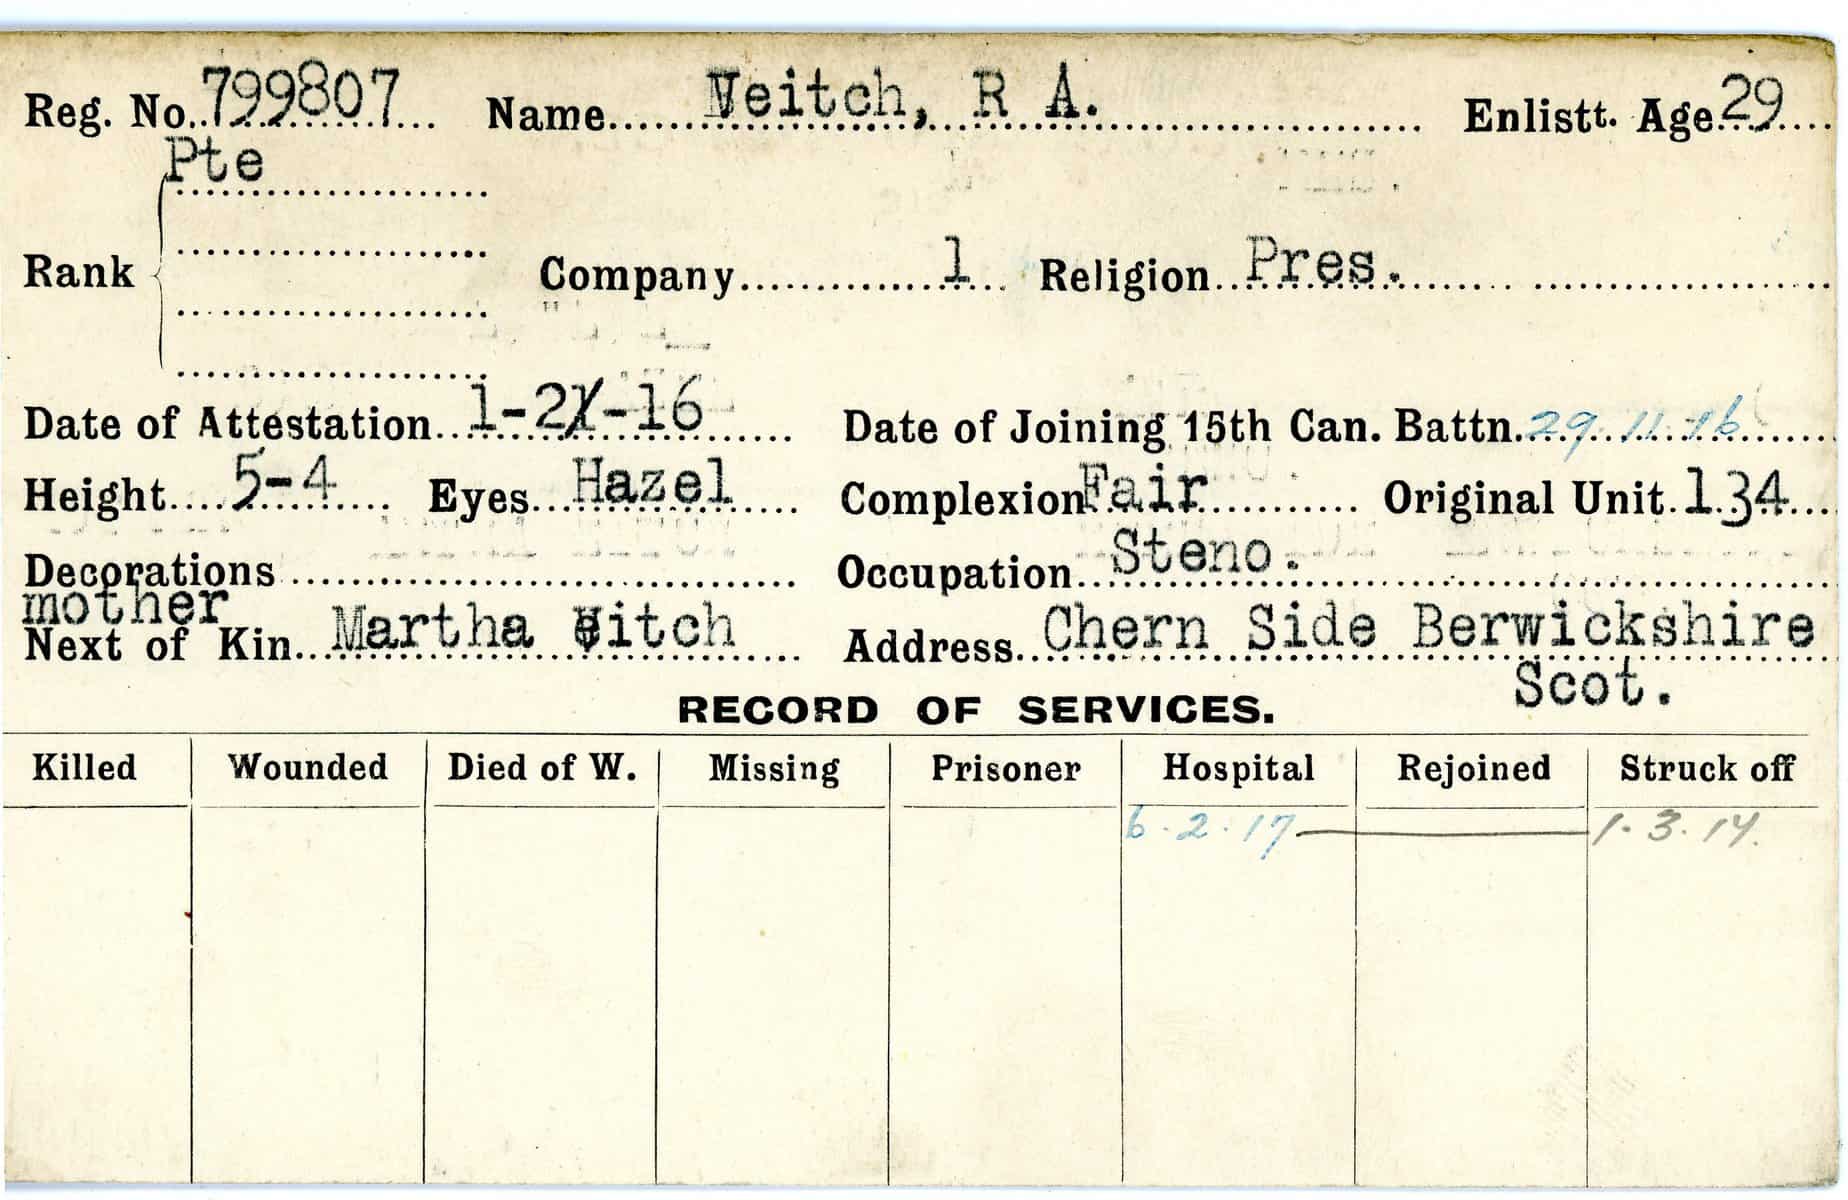 Reg. No. 799807 Name Veitch, R A. Enlistt. Age 29
Pte
Rank Company 1 Religion Pres.
Date of Attestation 1-2-16 Date of Joining 15th Can. Battn. 29.11.16
Height 5-4 Eyes Hazel Complexion Fair Original Unit 134
Decorations Occupation Steno.
mother
Next of Kin Martha Address Chern Side Berwickshire
Scot.
RECORD OF SERVICES.
Killed Wounded Died of W. Missing Prisoner Hospital Rejoined Struck off
6.2.17 1.3.17.